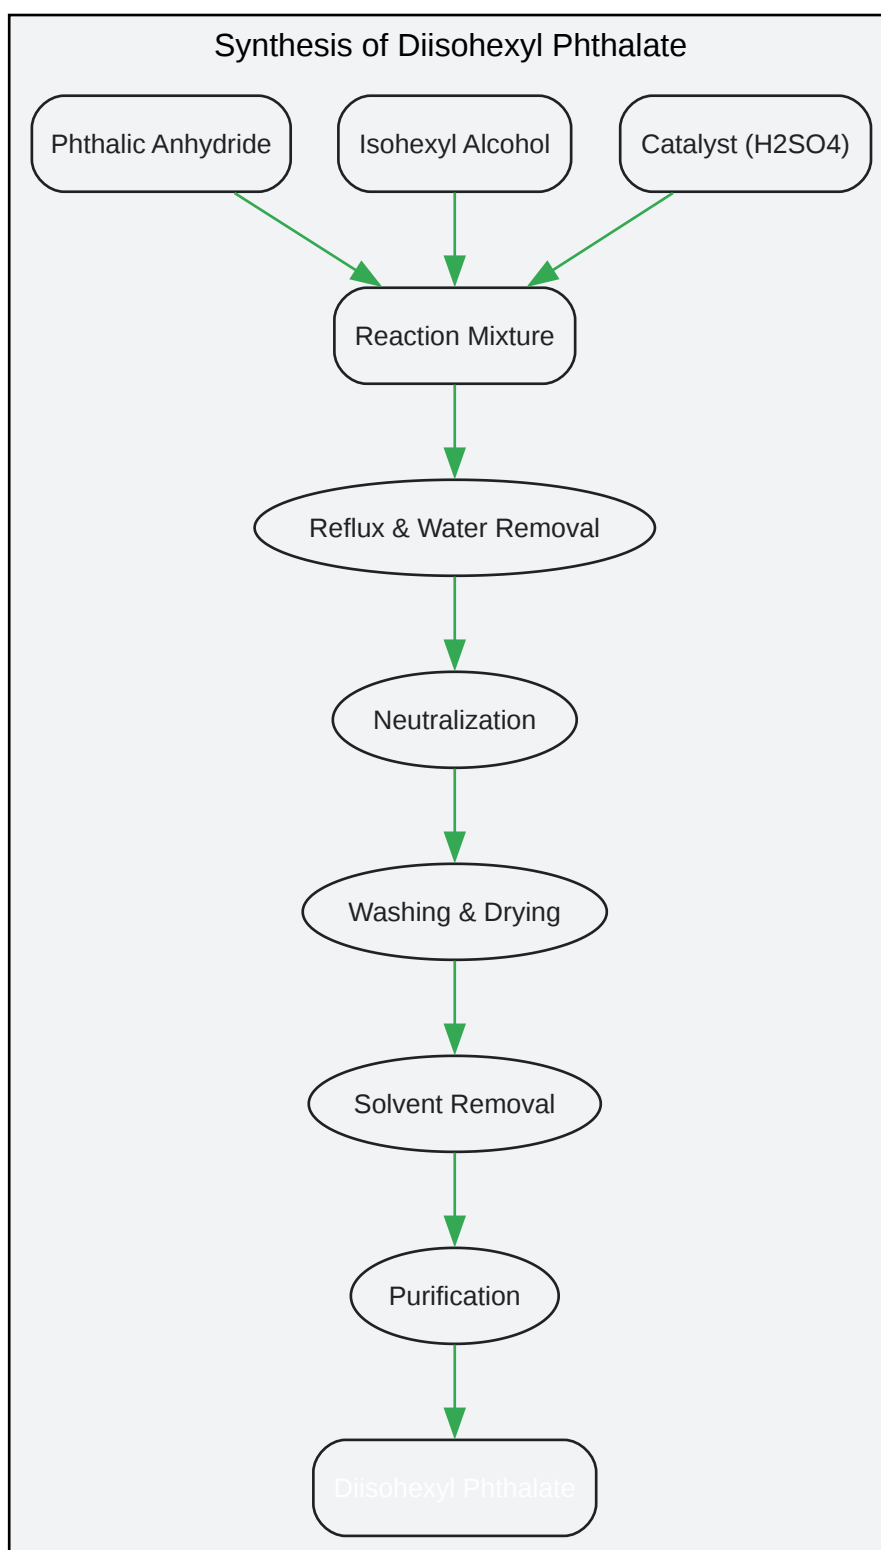 Synthesis of Diisohexyl Phthalate
Phthalic Anhydride
Isohexyl Alcohol
Catalyst (H2SO4)
Reaction Mixture
Reflux & Water Removal
Neutralization
Washing & Drying
Solvent Removal
Purification
Diisohexyl Phthalate